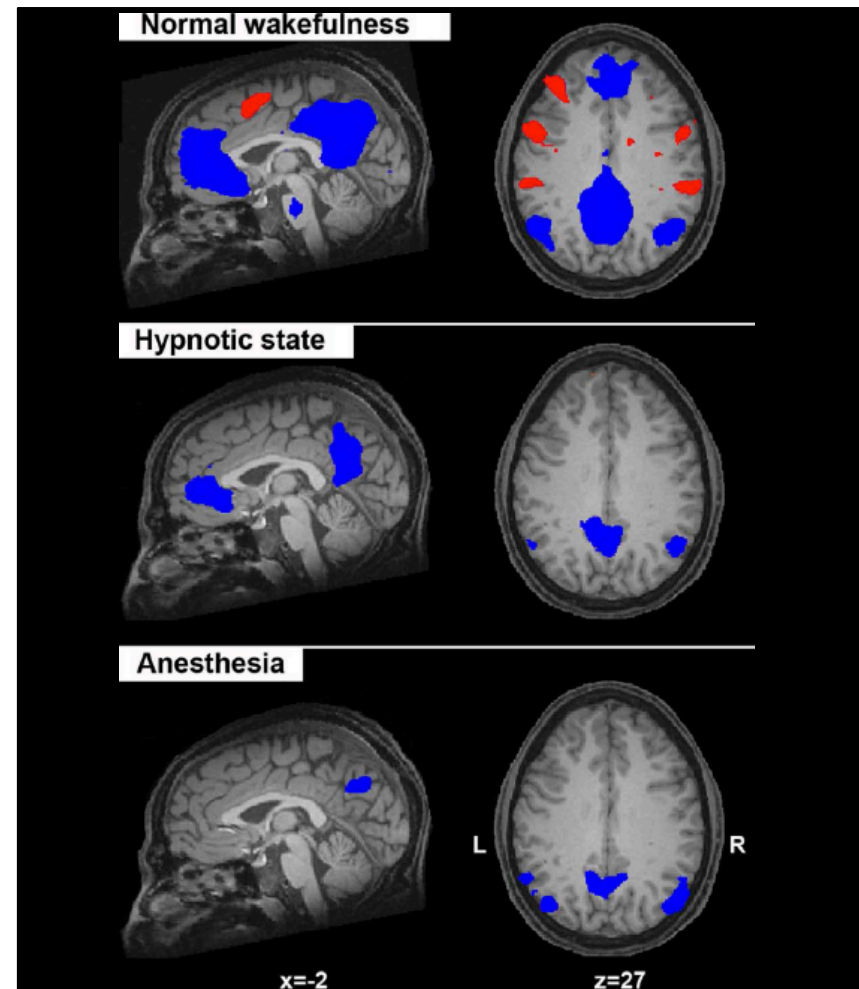 Normal wakefulness
Hypnotic state
Anesthesia
L R
x=-2 z=27